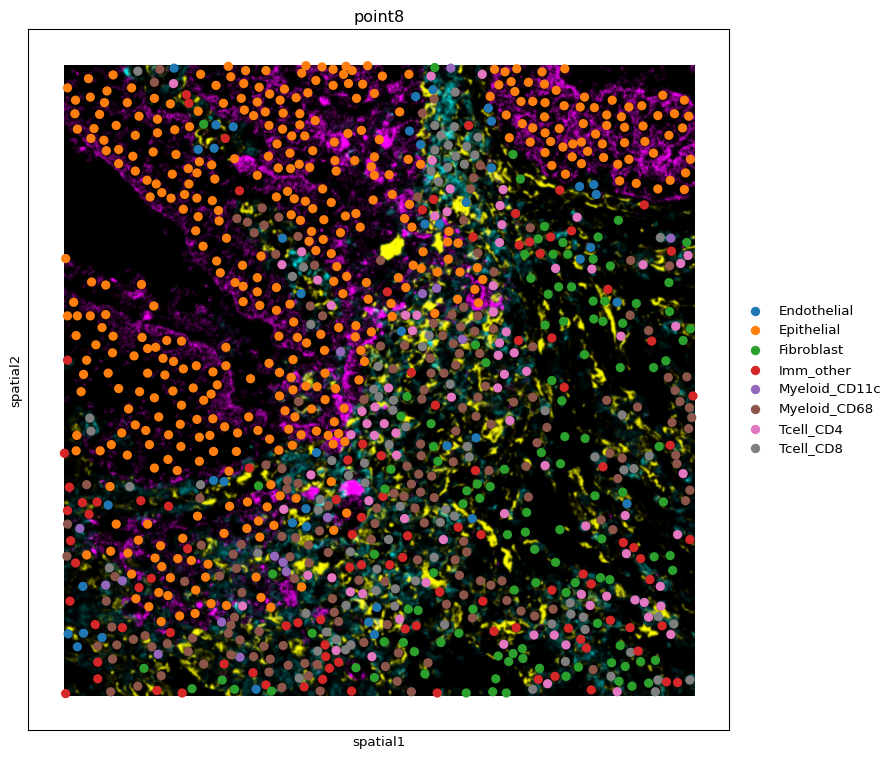 point8
spatial2
spatial1
Endothelial
Epithelial
Fibroblast
Imm_other
Myeloid_CD11c
Myeloid_CD68
Tcell_CD4
Tcell_CD8